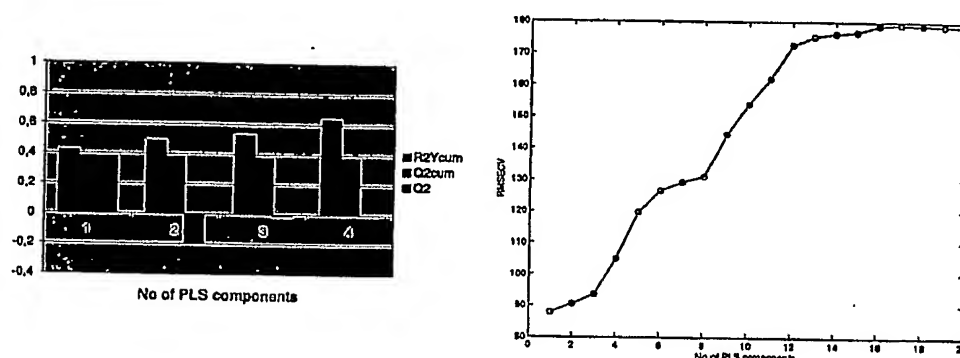 1
0,8
0,6
0,4
0,2
0
-0,2
-0,4
1 2 3 4
R2Ycum
Q2cum
Q2
No of PLS components
180
170
160
150
140
130
120
110
100
90
80
0 2 4 6 8 10 12 14 16 18 20
RMSECV
No of PLS components